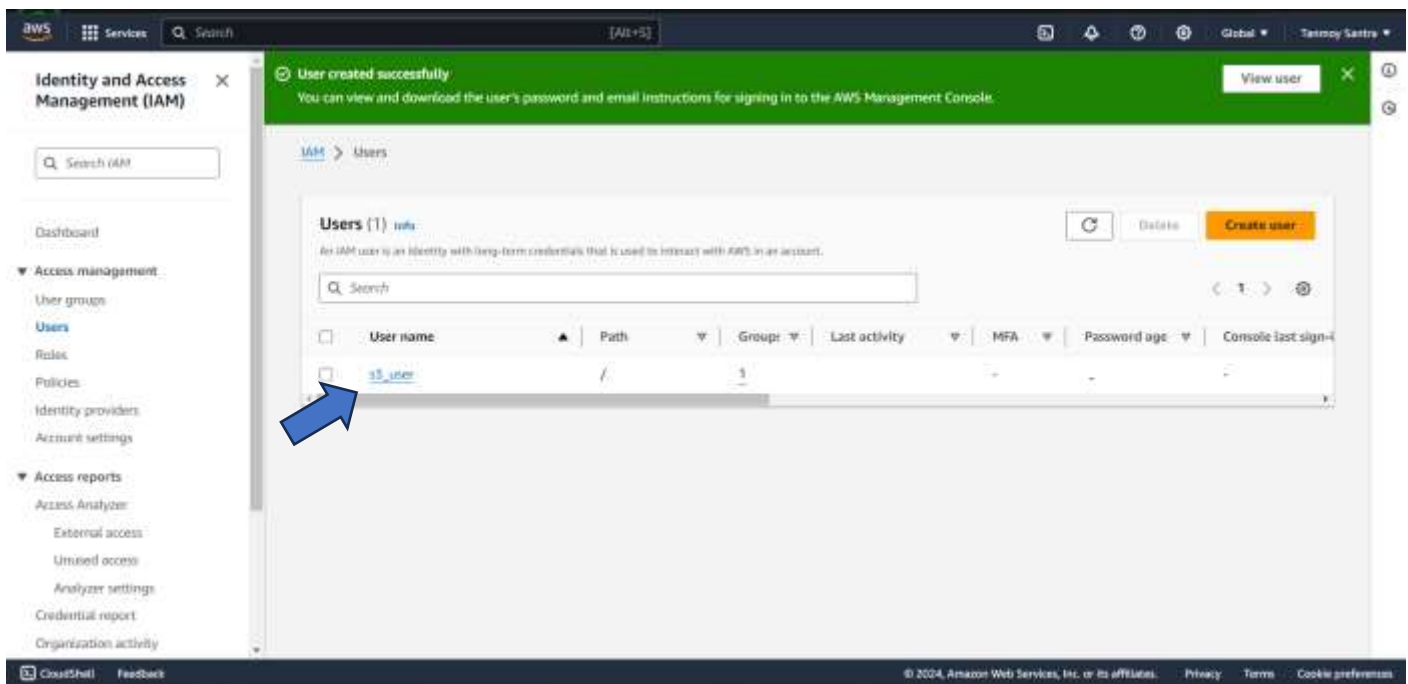 aws Services Search [Alt+S] Global Tanmoy Santra
Identity and Access Management (IAM)
Search IAM
Dashboard
Access management
User groups
Users
Roles
Policies
Identity providers
Account settings
Access reports
Access Analyzer
External access
Unused access
Analyzer settings
Credential report
Organization activity
User created successfully
You can view and download the user's password and email instructions for signing in to the AWS Management Console.
View user
IAM > Users
Users (1) Info
Delete Create user
An IAM user is an identity with long-term credentials that is used to interact with AWS in an account.
Search
1
User name Path Group: Last activity MFA Password age Console last sign-i
s3_user / 1 - - -
CloudShell Feedback © 2024, Amazon Web Services, Inc. or its affiliates. Privacy Terms Cookie preferences